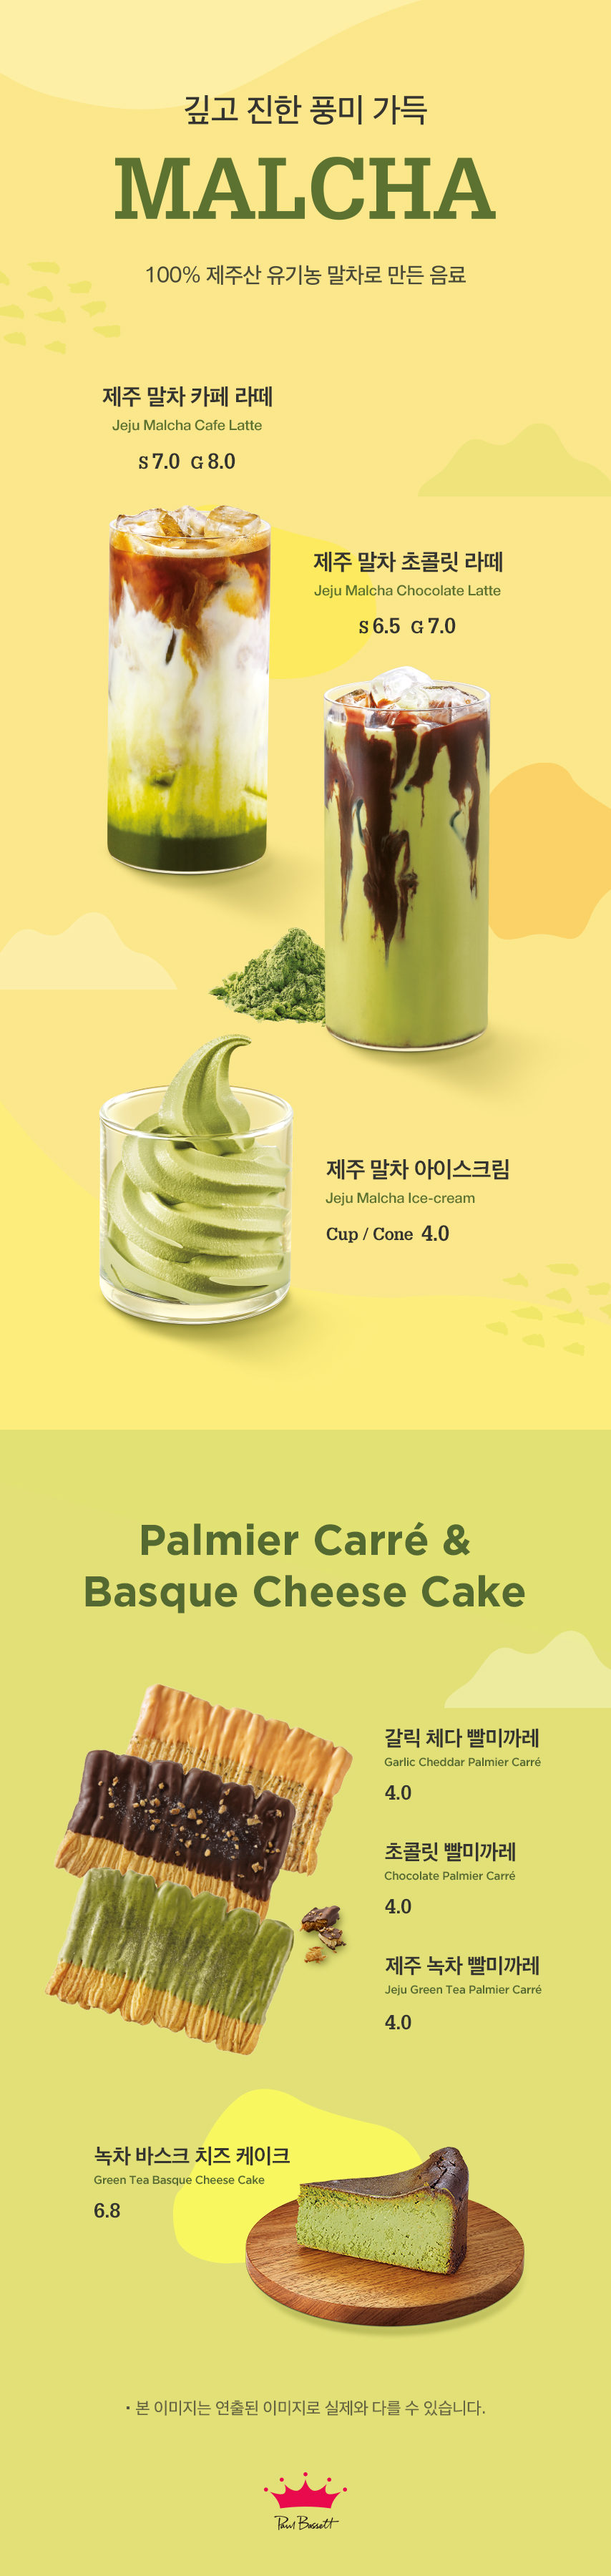 깊고 진한 풍미 가득
MALCHA
100% 제주산 유기농 말차로 만든 음료
제주 말차 카페 라떼
Jeju Malcha Cafe Latte
S 7.0 G 8.0
제주 말차 초콜릿 라떼
Jeju Malcha Chocolate Latte
S 6.5 G 7.0
제주 말차 아이스크림
Jeju Malcha Ice-cream
Cup / Cone 4.0
Palmier Carré &
Basque Cheese Cake
갈릭 체다 빨미까레
Garlic Cheddar Palmier Carré
4.0
초콜릿 빨미까레
Chocolate Palmier Carré
4.0
제주 녹차 빨미까레
Jeju Green Tea Palmier Carré
4.0
녹차 바스크 치즈 케이크
Green Tea Basque Cheese Cake
6.8
• 본 이미지는 연출된 이미지로 실제와 다를 수 있습니다.
Paul Bassett